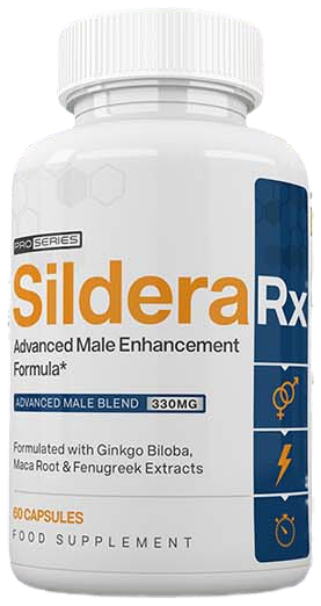 PRO SERIES
Sildera Rx
Advanced Male Enhancement
Formula*
ADVANCED MALE BLEND 330MG
Formulated with Ginkgo Biloba,
Maca Root & Fenugreek Extracts
60 CAPSULES
FOOD SUPPLEMENT